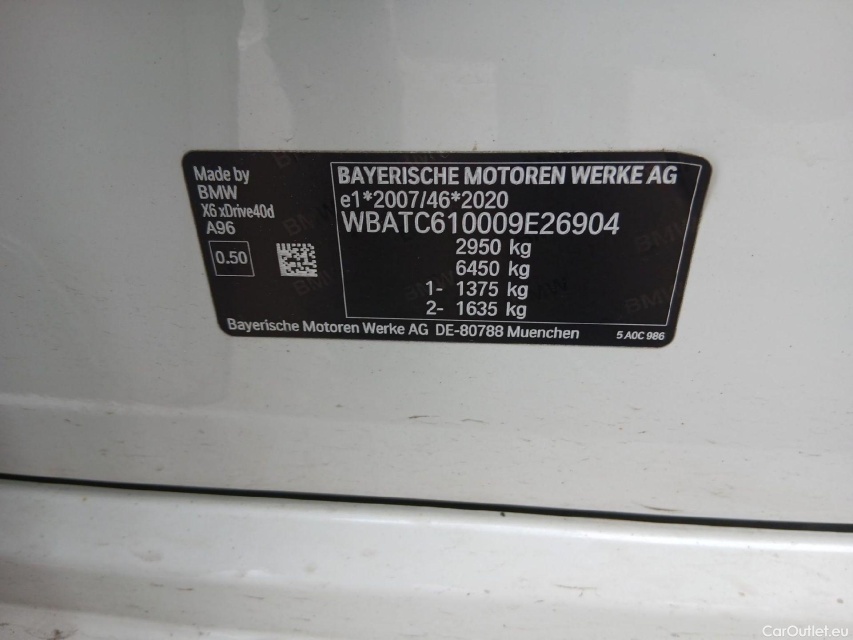 Made by
BMW
X6 xDrive40d
A96
0.50
BAYERISCHE MOTOREN WERKE AG
e1*2007/46*2020
WBATC610009E26904
2950 kg
6450 kg
1- 1375 kg
2- 1635 kg
Bayerische Motoren Werke AG DE-80788 Muenchen
5 A0C 986
CarOutlet.eu